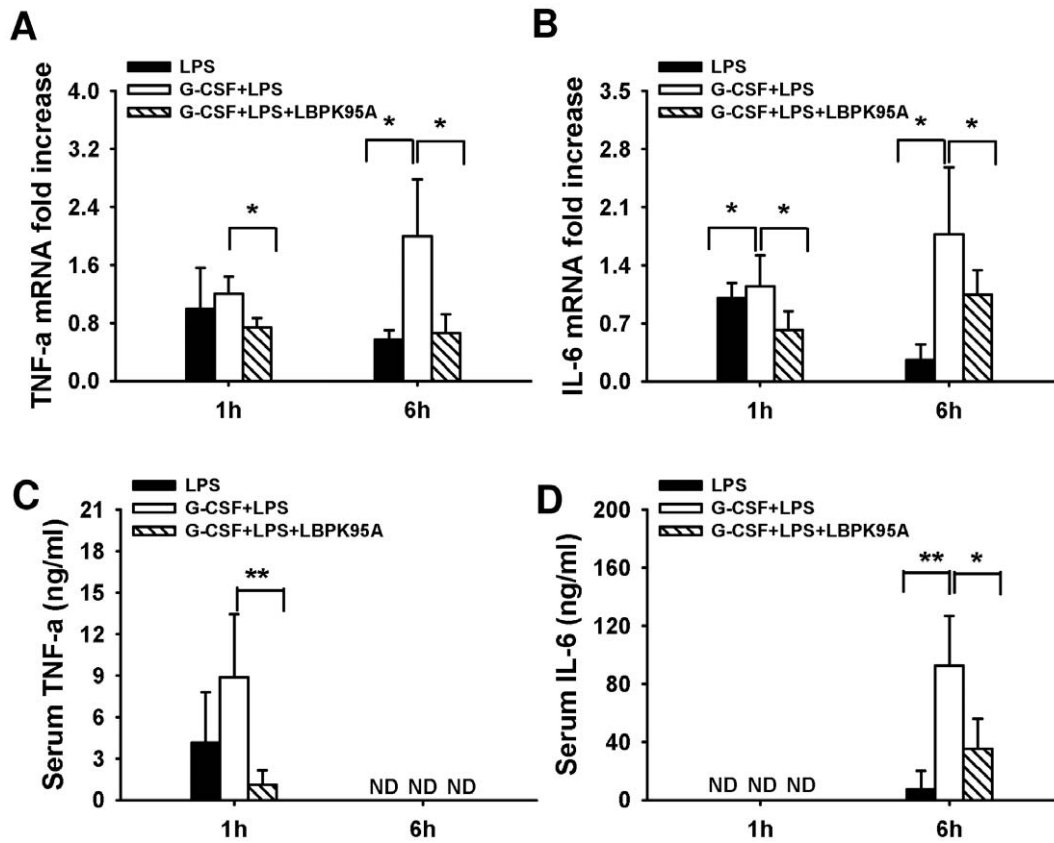 A
LPS
G-CSF+LPS
G-CSF+LPS+LBPK95A
TNF-a mRNA fold increase
4.0
3.2
2.4
1.6
0.8
0.0
* *
*
1h 6h
B
LPS
G-CSF+LPS
G-CSF+LPS+LBPK95A
IL-6 mRNA fold increase
3.5
2.8
2.1
1.4
0.7
0.0
* *
* *
1h 6h
C
LPS
G-CSF+LPS
G-CSF+LPS+LBPK95A
Serum TNF-a (ng/ml)
21
18
15
12
9
6
3
0
**
ND ND ND
1h 6h
D
LPS
G-CSF+LPS
G-CSF+LPS+LBPK95A
Serum IL-6 (ng/ml)
200
160
120
80
40
0
** *
ND ND ND
1h 6h